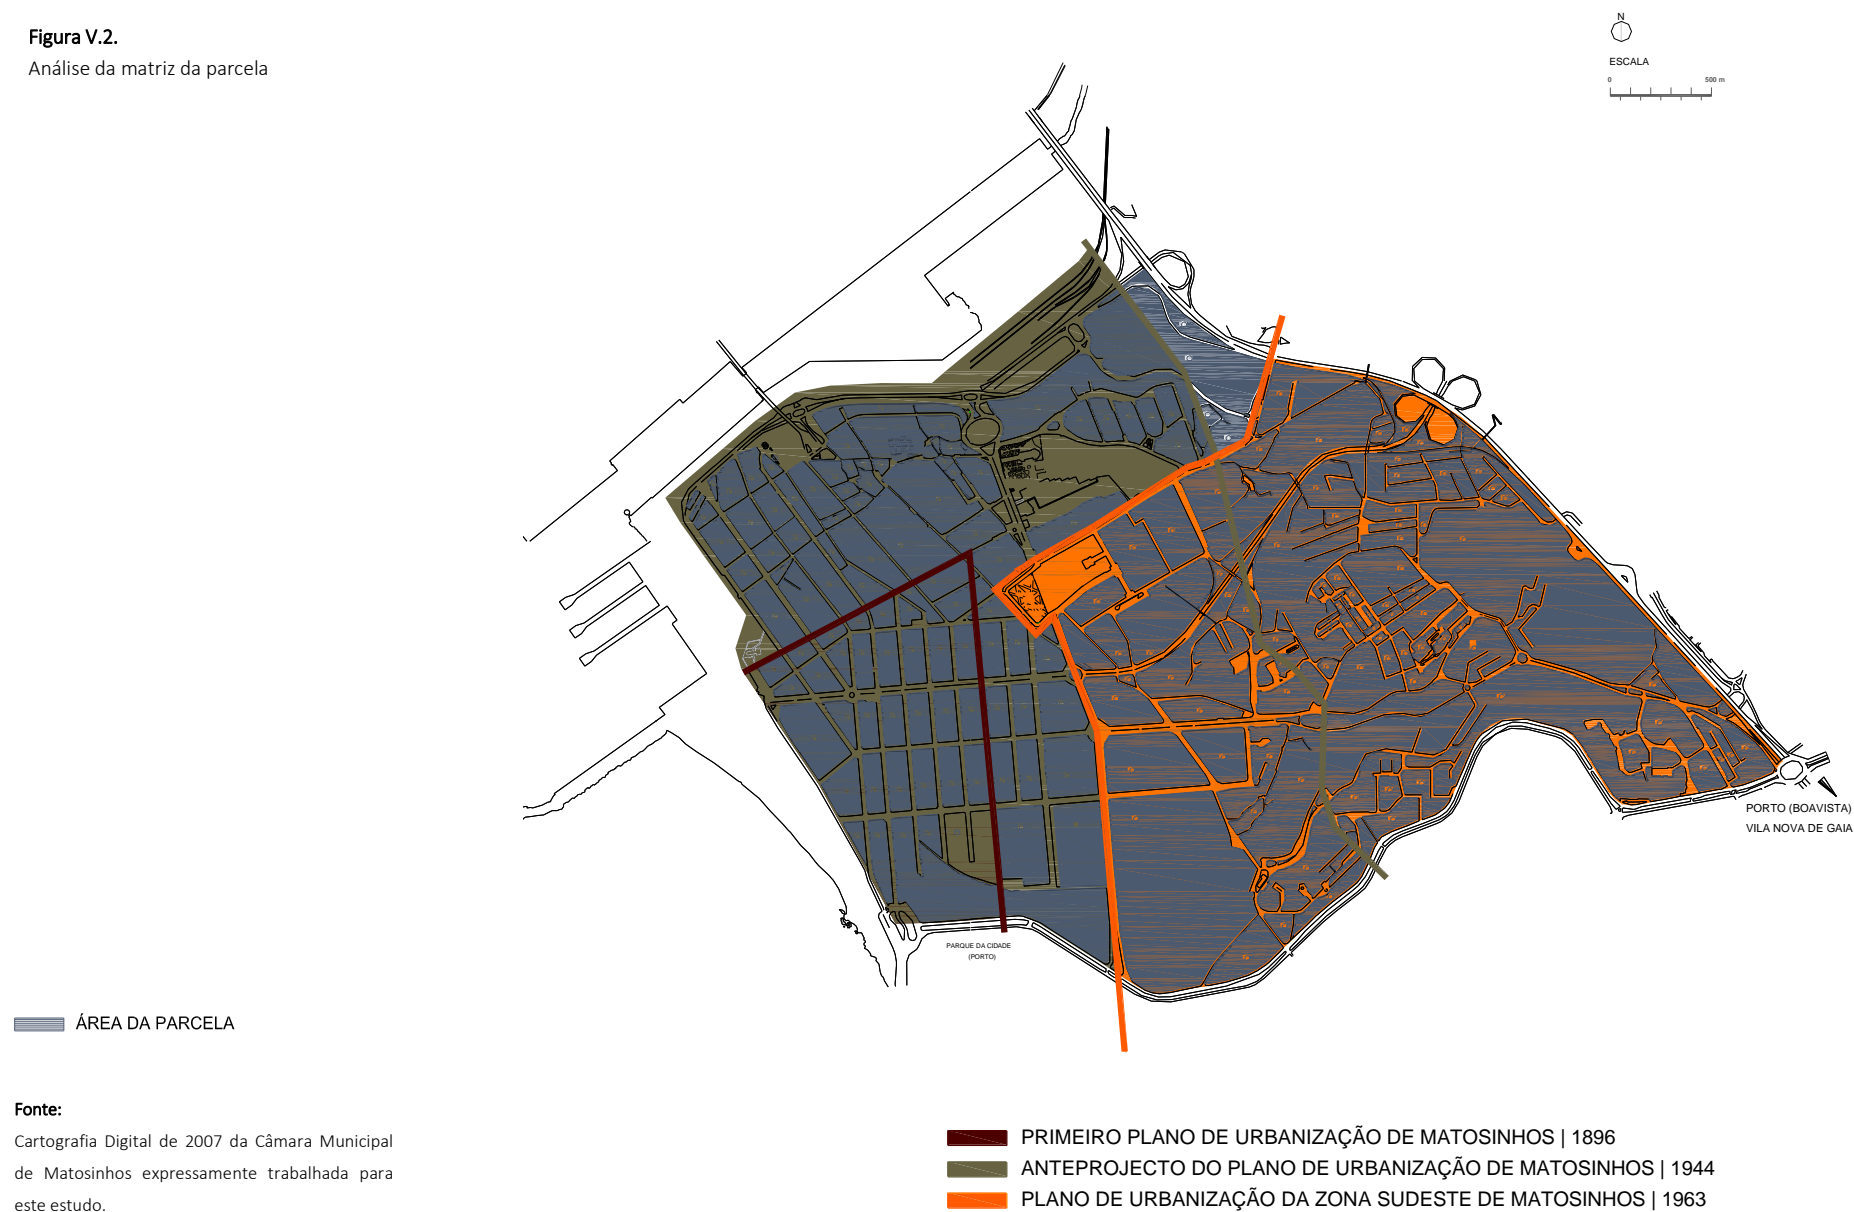 Figura V.2.
Análise da matriz da parcela
N
ESCALA
0 500 m
PORTO (BOAVISTA)
VILA NOVA DE GAIA
PARQUE DA CIDADE
(PORTO)
ÁREA DA PARCELA
Fonte:
Cartografia Digital de 2007 da Câmara Municipal
de Matosinhos expressamente trabalhada para
este estudo.
PRIMEIRO PLANO DE URBANIZAÇÃO DE MATOSINHOS | 1896
ANTEPROJECTO DO PLANO DE URBANIZAÇÃO DE MATOSINHOS | 1944
PLANO DE URBANIZAÇÃO DA ZONA SUDESTE DE MATOSINHOS | 1963